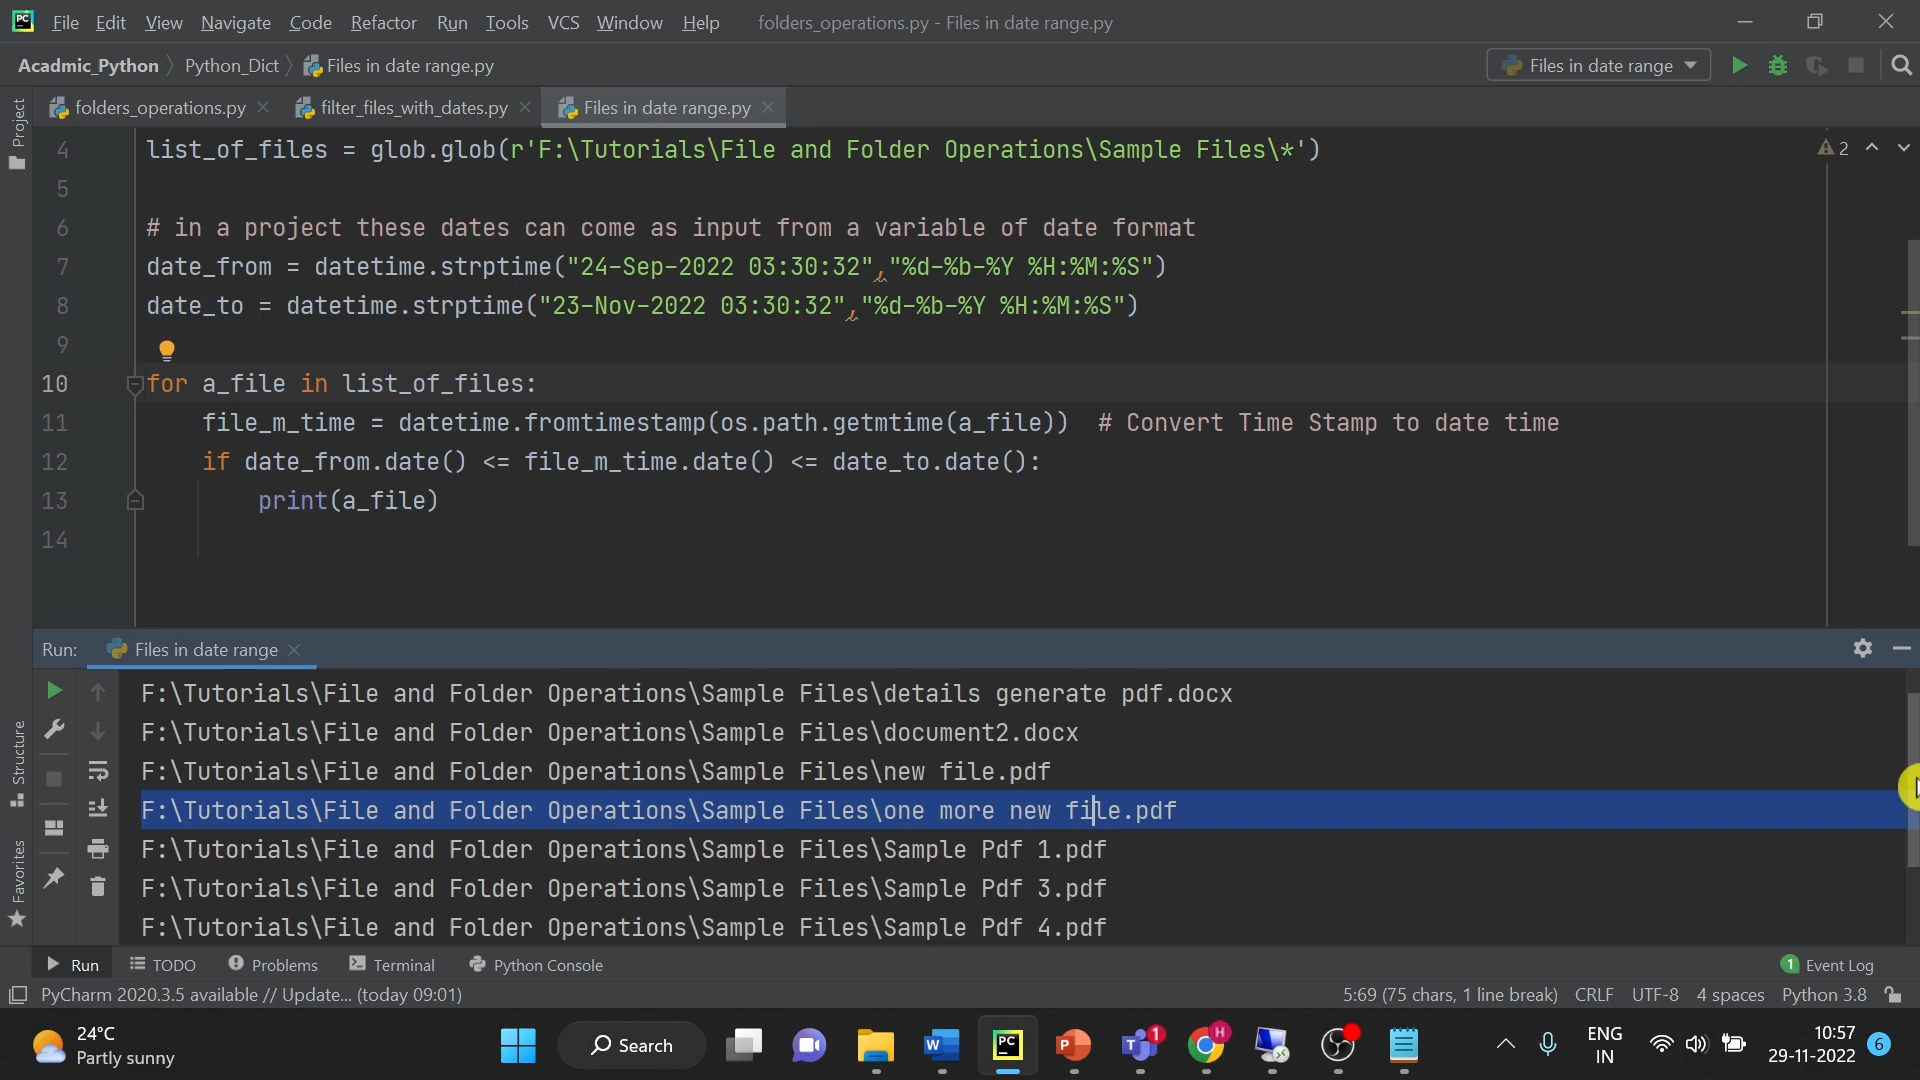 PC File Edit View Navigate Code Refactor Run Tools VCS Window Help folders_operations.py - Files in date range.py
Acadmic_Python Python_Dict Files in date range.py Files in date range
folders_operations.py filter_files_with_dates.py Files in date range.py
Project
4 list_of_files = glob.glob(r'F:\Tutorials\File and Folder Operations\Sample Files\*') 2
5
6 # in a project these dates can come as input from a variable of date format
7 date_from = datetime.strptime("24-Sep-2022 03:30:32","%d-%b-%Y %H:%M:%S")
8 date_to = datetime.strptime("23-Nov-2022 03:30:32","%d-%b-%Y %H:%M:%S")
9
10 for a_file in list_of_files:
11 file_m_time = datetime.fromtimestamp(os.path.getmtime(a_file)) # Convert Time Stamp to date time
12 if date_from.date() <= file_m_time.date() <= date_to.date():
13 print(a_file)
14
Run: Files in date range
F:\Tutorials\File and Folder Operations\Sample Files\details generate pdf.docx
F:\Tutorials\File and Folder Operations\Sample Files\document2.docx
F:\Tutorials\File and Folder Operations\Sample Files\new file.pdf
F:\Tutorials\File and Folder Operations\Sample Files\one more new file.pdf
F:\Tutorials\File and Folder Operations\Sample Files\Sample Pdf 1.pdf
F:\Tutorials\File and Folder Operations\Sample Files\Sample Pdf 3.pdf
F:\Tutorials\File and Folder Operations\Sample Files\Sample Pdf 4.pdf
Structure
Favorites
Run TODO Problems Terminal Python Console 1 Event Log
PyCharm 2020.3.5 available // Update... (today 09:01) 5:69 (75 chars, 1 line break) CRLF UTF-8 4 spaces Python 3.8
24°C
Partly sunny
Search W PC P T 1 H
ENG
IN
10:57
29-11-2022
6